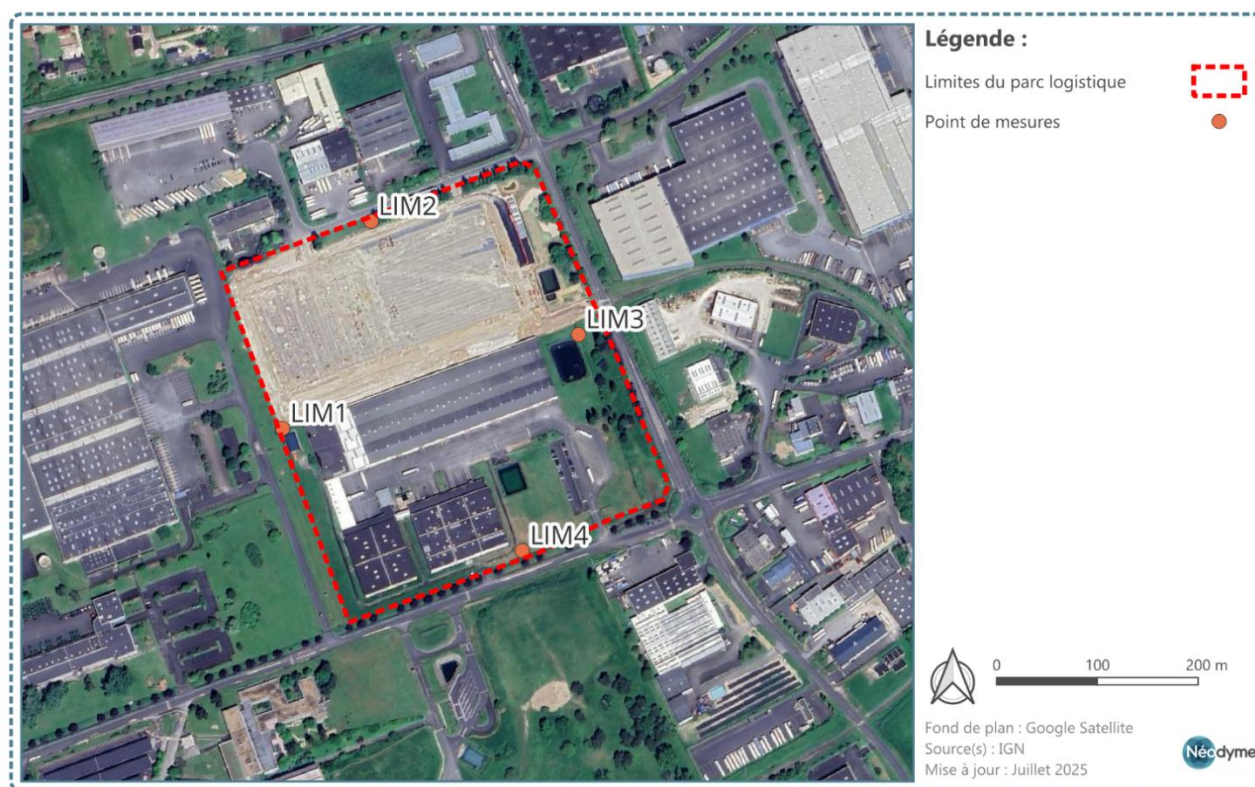 Légende :
Limites du parc logistique
Point de mesures
LIM2
LIM3
LIM1
LIM4
0 100 200 m
Fond de plan : Google Satellite
Source(s) : IGN
Mise à jour : Juillet 2025
Néodyme